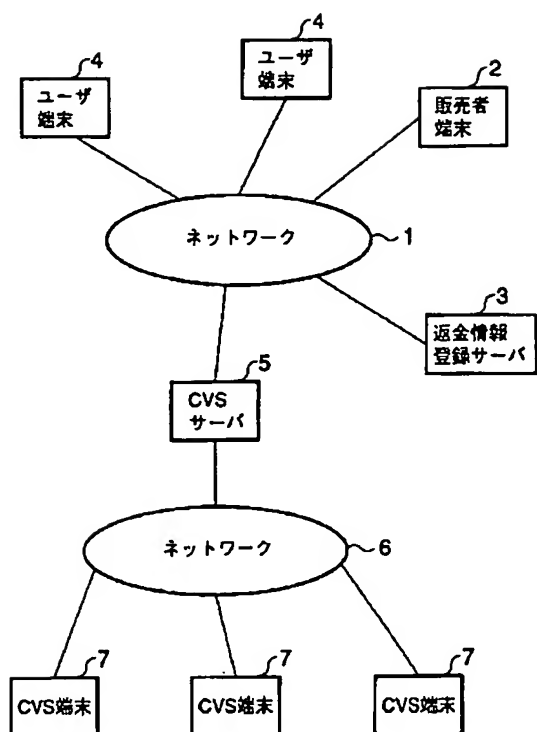 4
ユーザ
端末
4
ユーザ
端末
2
販売者
端末
ネットワーク
1
3
返金情報
登録サーバ
5
CVS
サーバ
ネットワーク
6
7
CVS端末
7
CVS端末
7
CVS端末